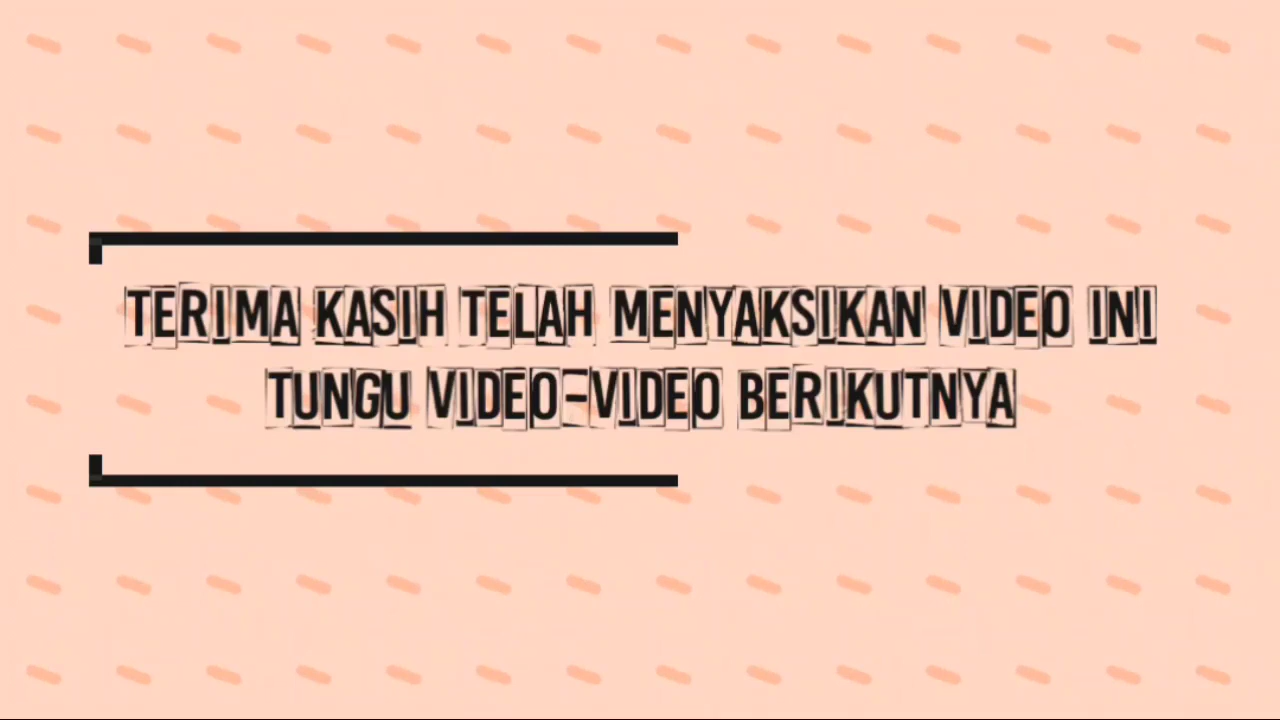 TERIMA KASIH TELAH MENYAKSIKAN VIDEO INI
TUNGU VIDEO-VIDEO BERIKUTNYA